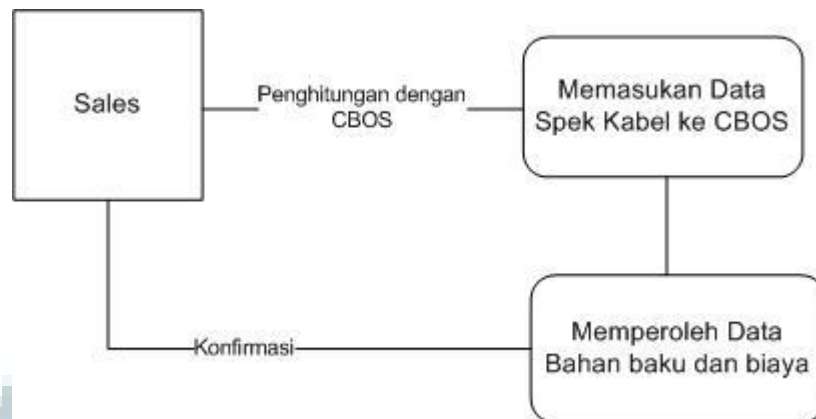 Sales
Penghitungan dengan
CBOS
Memasukan Data
Spek Kabel ke CBOS
Memperoleh Data
Bahan baku dan biaya
Konfirmasi